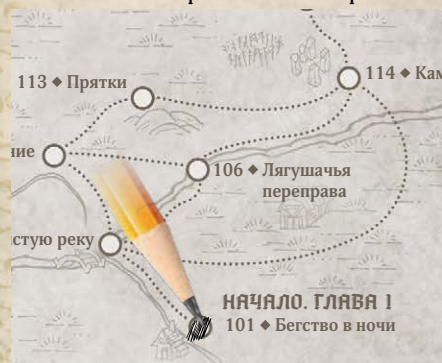 113 ◆ Прятки
114 ◆ Кам
ние
106 ◆ Лягушачья
переправа
стую реку
НАЧАЛО. ГЛАВА 1
101 ◆ Бегство в ночи